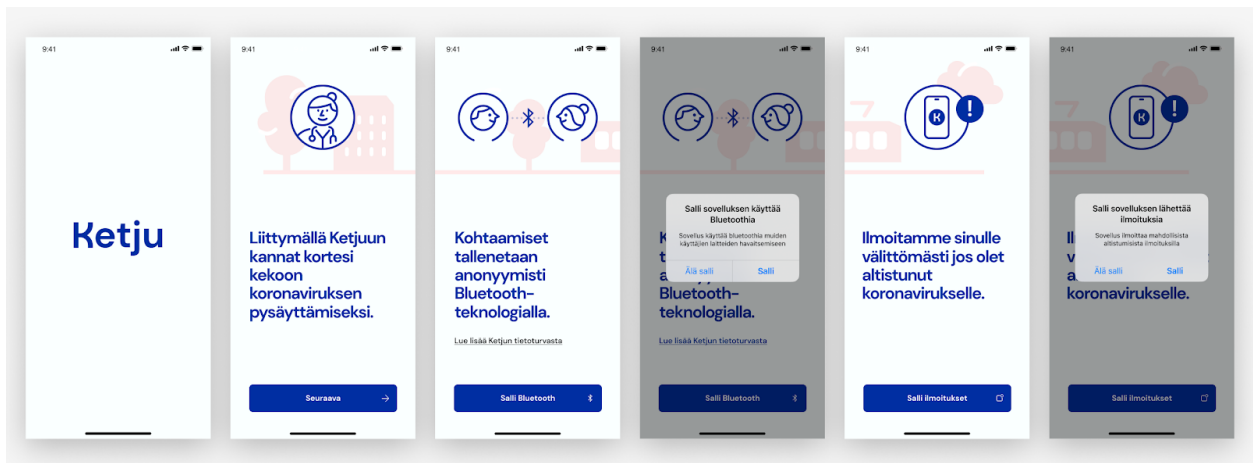 9:41
Ketju
9:41
Liittymällä Ketjuun
kannat kortesi
kekoon
koronaviruksen
pysäyttämiseksi.
Seuraava
9:41
Kohtaamiset
tallenetaan
anonyymisti
Bluetooth-
teknologialla.
Lue lisää Ketjun tietoturvasta
Salli Bluetooth
9:41
Salli sovelluksen käyttää
Bluetoothia
Sovellus käyttää bluetoothia muiden
käyttäjien laitteiden havaitsemiseen
Älä salli
Salli
Bluetooth-
teknologialla.
Lue lisää Ketjun tietoturvasta
Salli Bluetooth
9:41
K
!
Ilmoitamme sinulle
välittömästi jos olet
altistunut
koronavirukselle.
Salli ilmoitukset
9:41
K
!
Salli sovelluksen lähettää
ilmoituksia
Sovellus ilmoittaa mahdollisista
altistumisista ilmoituksilla
Älä salli
Salli
koronavirukselle.
Salli ilmoitukset